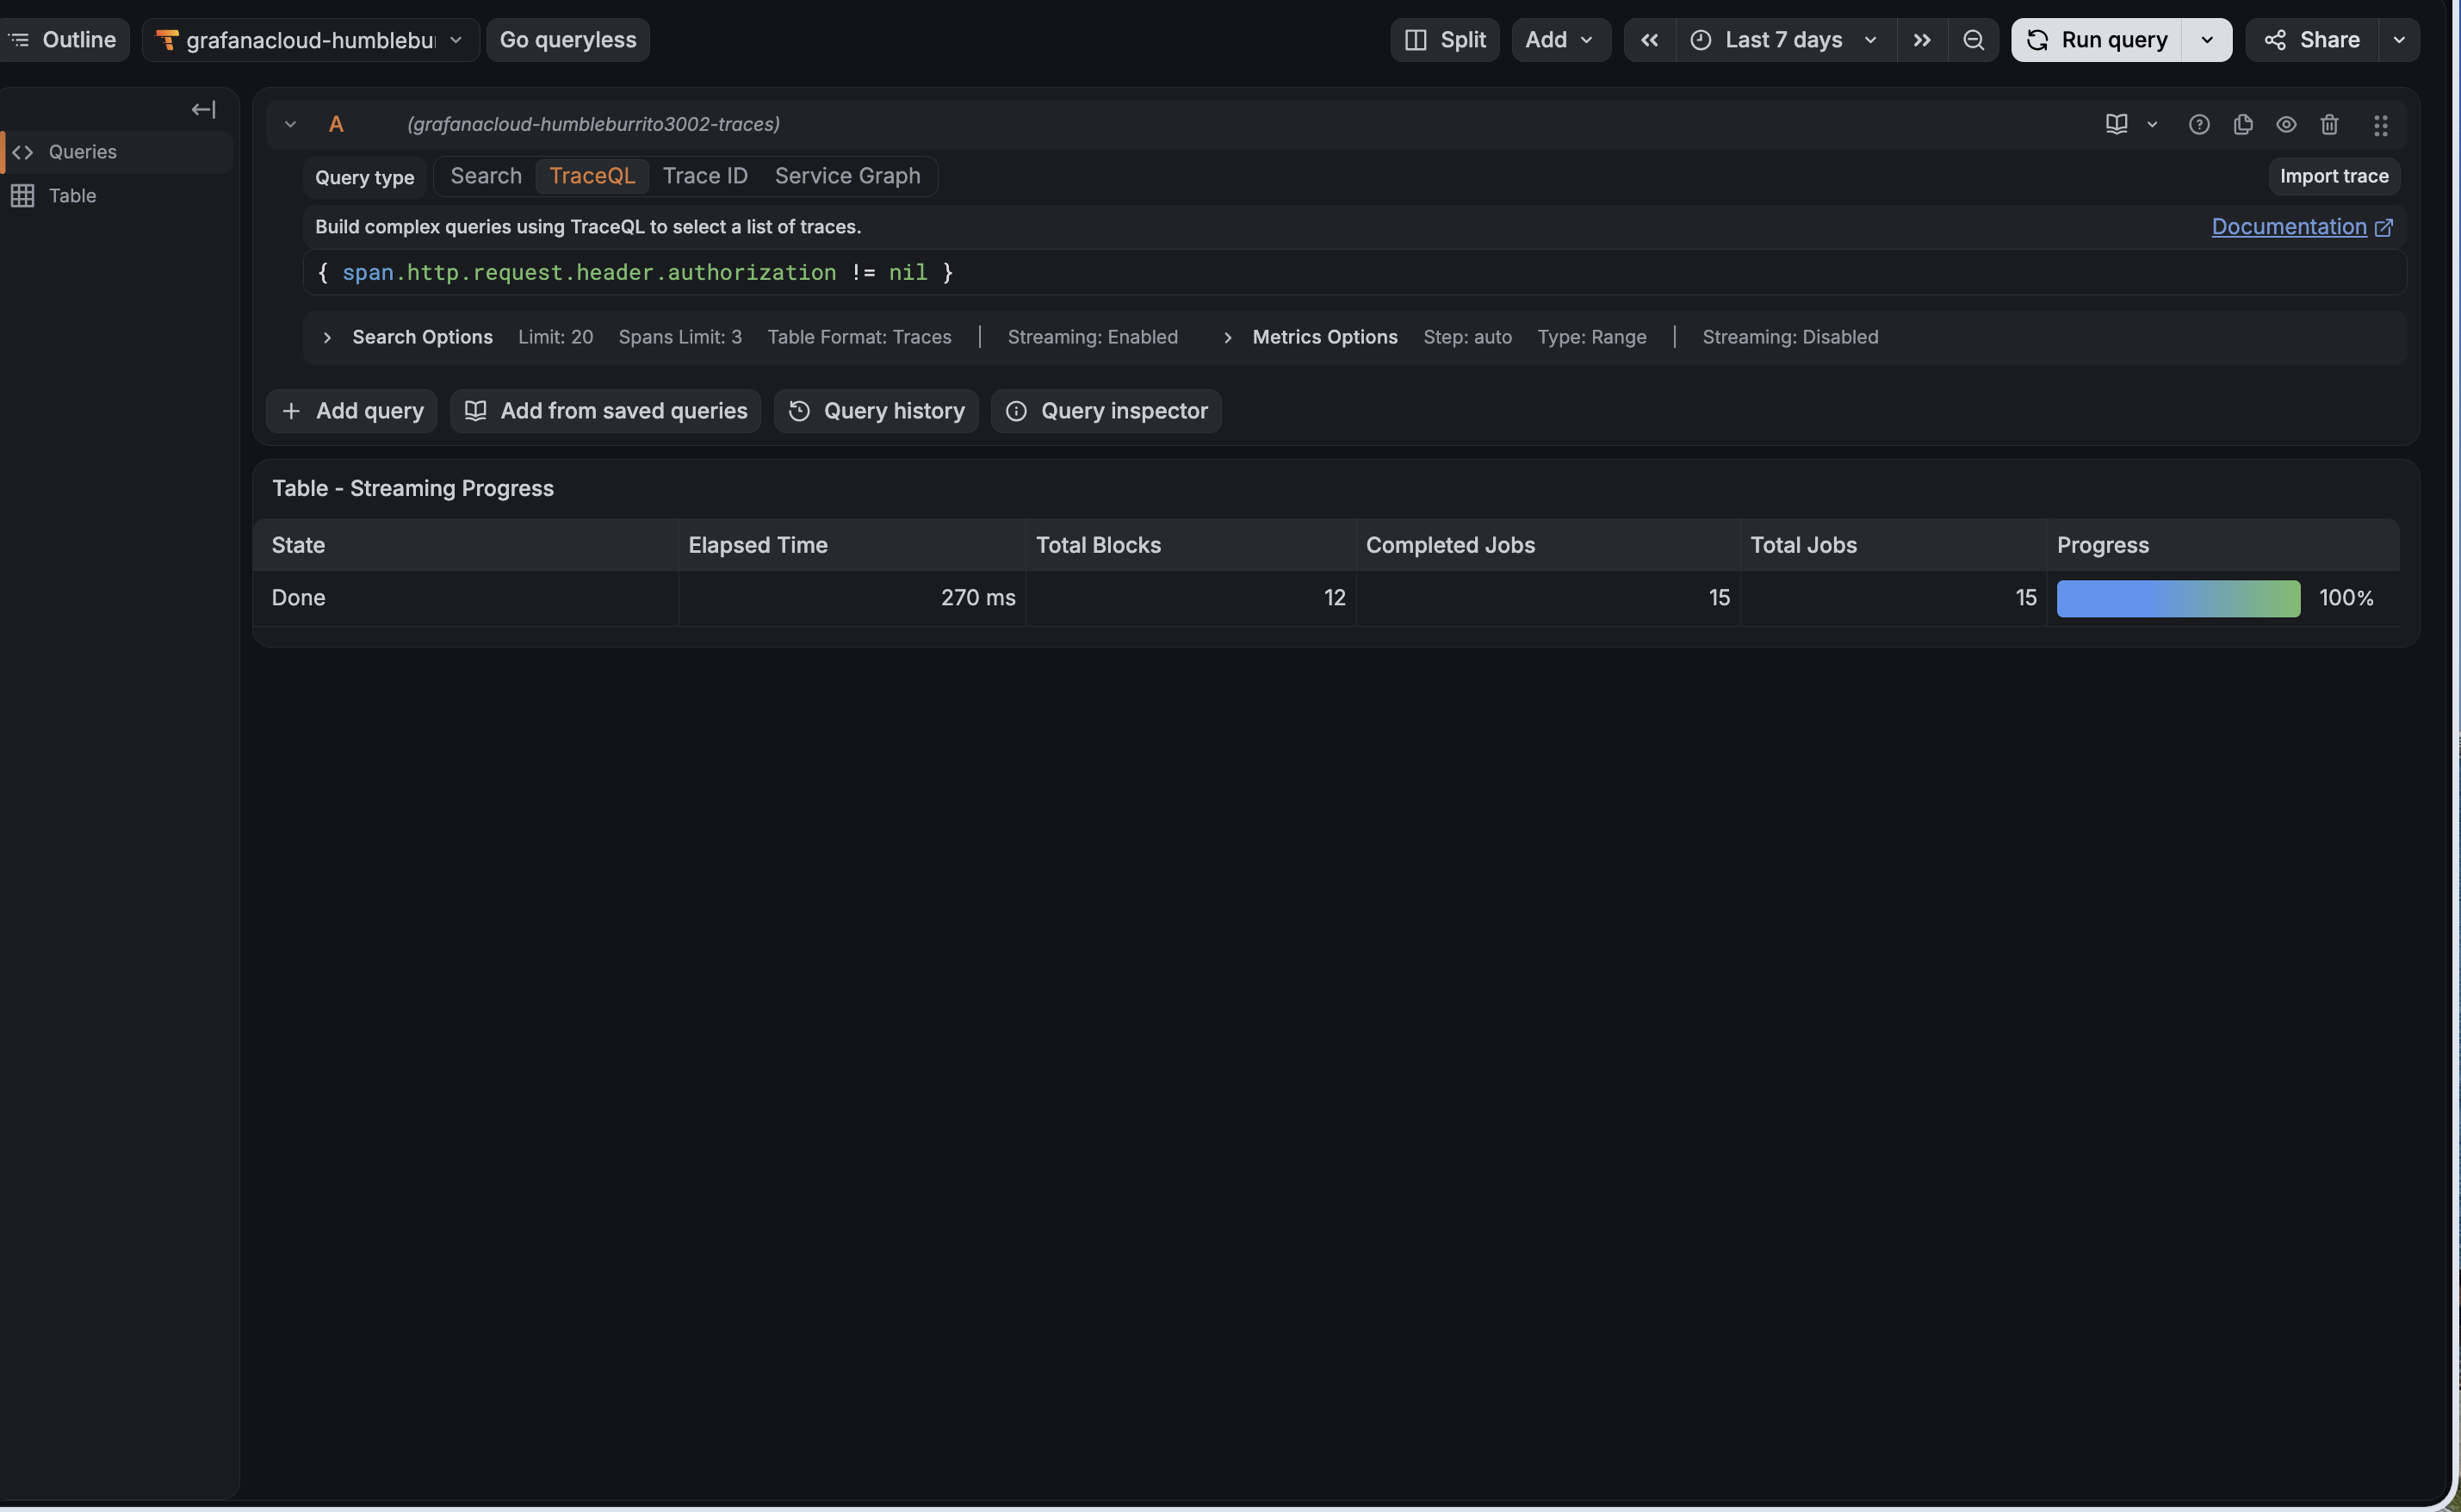 Outline
grafanacloud-humblebu
Go queryless
Split
Add
Last 7 days
Run query
Share
Queries
Table
A
(grafanacloud-humbleburrito3002-traces)
Query type
Search
TraceQL
Trace ID
Service Graph
Import trace
Build complex queries using TraceQL to select a list of traces.
Documentation
{ span.http.request.header.authorization != nil }
Search Options Limit: 20 Spans Limit: 3 Table Format: Traces | Streaming: Enabled
Metrics Options Step: auto Type: Range | Streaming: Disabled
+ Add query
Add from saved queries
Query history
Query inspector
Table - Streaming Progress
State Elapsed Time Total Blocks Completed Jobs Total Jobs Progress
Done 270 ms 12 15 15 100%